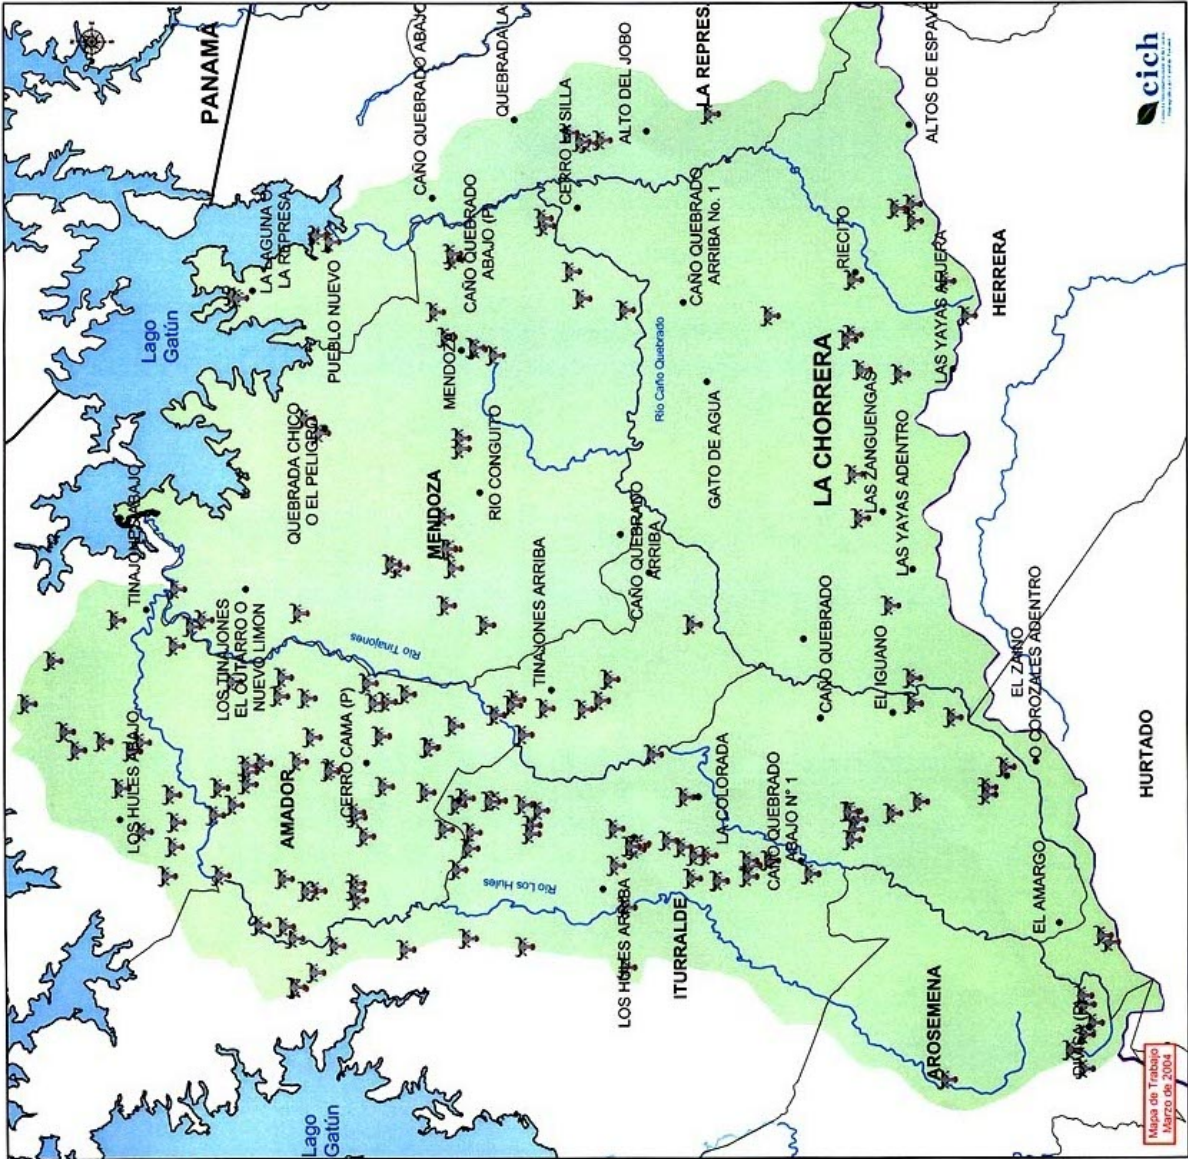 PANAMÁ
CAÑO QUEBRADO ABAJO
QUEBRADALA
CERRO LA SILLA
ALTO DEL JOBO
LA REPRES
ALTOS DE ESPAVE
cich
Lago
Gatún
LA LAGUNA O
LA REPRESA
PUEBLO NUEVO
CAÑO QUEBRADO
ABAJO (P)
MENDOZA
CAÑO QUEBRADO
ARRIBA No. 1
RIECITO
LAS YAYAS AFUERA
HERRERA
Río Caño Quebrado
QUEBRADA CHICO
O EL PELIGRO
RIO CONGUITO
GATO DE AGUA
LA CHORRERA
LAS ZANGUENGAS
LAS YAYAS ADENTRO
TINAJONES ABAJO
MENDOZA
CAÑO QUEBRADO
ARRIBA
LOS TINAJONES
EL GUTARRO O
NUEVO LIMON
Río Tinajones
TINAJONES ARRIBA
CAÑO QUEBRADO
EL IGUANO
EL ZAINO
O COROZALES ADENTRO
LOS HULES ABAJO
AMADOR
CERRO CAMA (P)
LA COLORADA
CAÑO QUEBRADO
ABAJO N° 1
HURTADO
Río Los Hules
LOS HULES ARRIBA
ITURRALDE
EL AMARGO
AROSEMENA
DIVISA (P)
Lago
Gatún
Mapa de Trabajo
Marzo de 2004